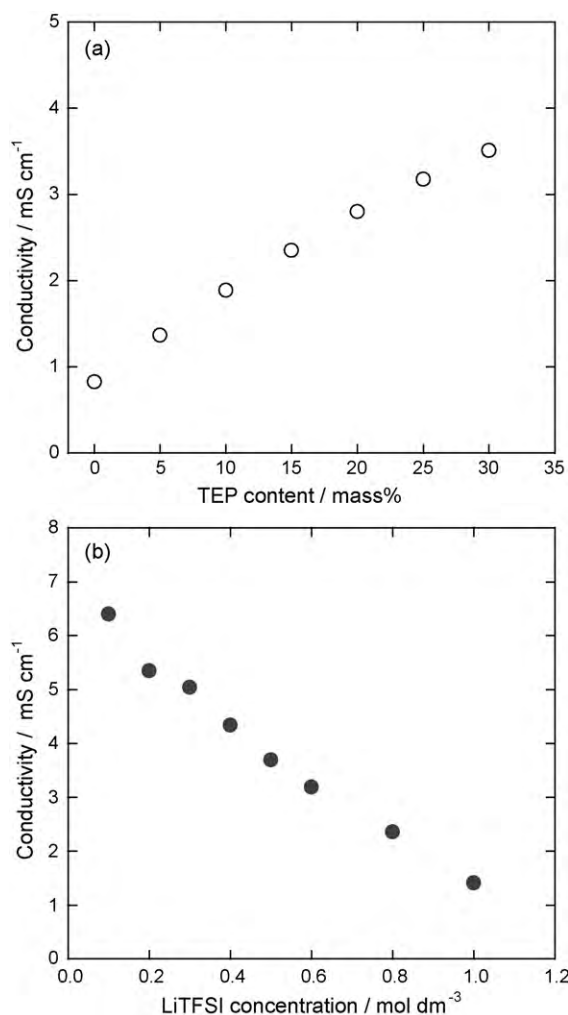 (a)
Conductivity / mS cm⁻¹
5
4
3
2
1
0
0 5 10 15 20 25 30 35
TEP content / mass%
(b)
Conductivity / mS cm⁻¹
8
7
6
5
4
3
2
1
0
0.0 0.2 0.4 0.6 0.8 1.0 1.2
LiTFSI concentration / mol dm⁻³